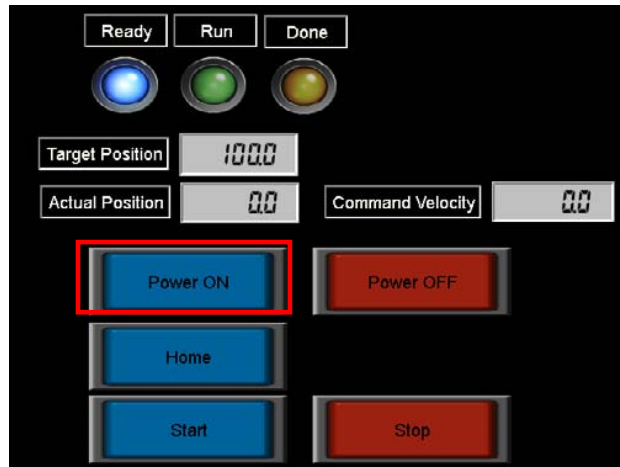 Ready Run Done
Target Position 100.0
Actual Position 0.0 Command Velocity 0.0
Power ON Power OFF
Home
Start Stop